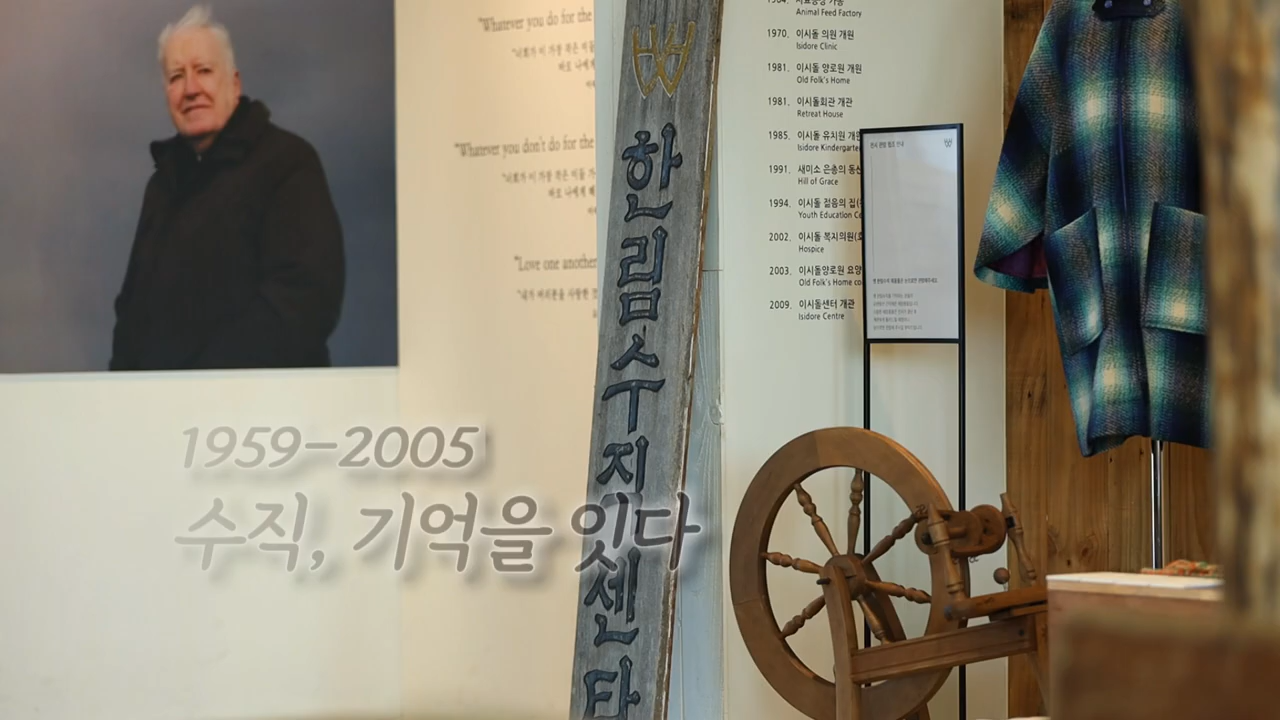 "Whatever you do for the
"Whatever you don't do for the
"Love one another
한림수직센타
Animal Feed Factory
1970. 이시돌 의원 개원
Isidore Clinic
1981. 이시돌 양로원 개원
Old Folk's Home
1981. 이시돌회관 개관
Retreat House
1985. 이시돌 유치원 개원
Isidore Kindergarte
1991. 새미소 은총의 동산
Hill of Grace
1994. 이시돌 젊음의 집(
Youth Education Ce
2002. 이시돌 복지의원(호
Hospice
2003. 이시돌양로원 요양
Old Folk's Home co
2009. 이시돌센터 개관
Isidore Centre
1959-2005
수직, 기억을 잇다